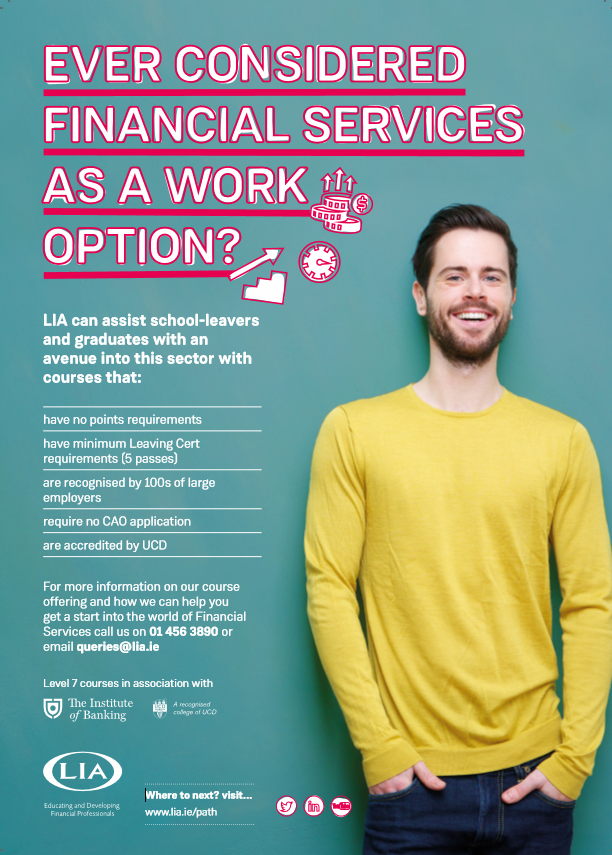 EVER CONSIDERED
FINANCIAL SERVICES
AS A WORK
OPTION?
LIA can assist school-leavers
and graduates with an
avenue into this sector with
courses that:
have no points requirements
have minimum Leaving Cert
requirements (5 passes)
are recognised by 100s of large
employers
require no CAO application
are accredited by UCD
For more information on our course
offering and how we can help you
get a start into the world of Financial
Services call us on 01 456 3890 or
email queries@lia.ie
Level 7 courses in association with
The Institute
of Banking
A recognised
college of UCD
LIA
Educating and Developing
Financial Professionals
Where to next? visit...
www.lia.ie/path
in